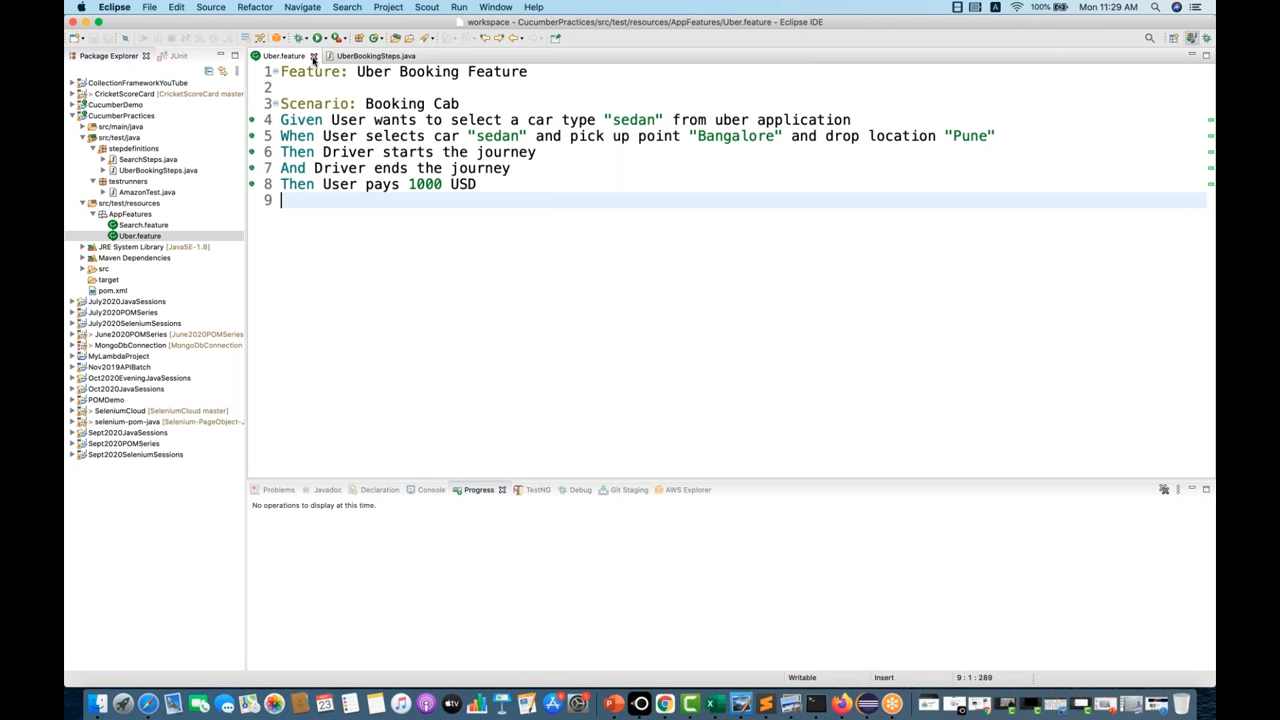 Eclipse File Edit Source Refactor Navigate Search Project Scout Run Window Help 100% Mon 11:29 AM
workspace - CucumberPractices/src/test/resources/AppFeatures/Uber.feature - Eclipse IDE
Package Explorer JUnit
CollectionFrameworkYouTube
> CricketScoreCard [CricketScoreCard master
CucumberDemo
CucumberPractices
src/main/java
src/test/java
stepdefinitions
SearchSteps.java
UberBookingSteps.java
testrunners
AmazonTest.java
src/test/resources
AppFeatures
Search.feature
Uber.feature
JRE System Library [JavaSE-1.8]
Maven Dependencies
src
target
pom.xml
July2020JavaSessions
July2020POMSeries
July2020SeleniumSessions
> June2020POMSeries [June2020POMSeries
> MongoDbConnection [MongoDbConnection
MyLambdaProject
Nov2019APIBatch
Oct2020EveningJavaSessions
Oct2020JavaSessions
POMDemo
> SeleniumCloud [SeleniumCloud master]
> selenium-pom-java [Selenium-PageObject-
Sept2020JavaSessions
Sept2020POMSeries
Sept2020SeleniumSessions
Uber.feature UberBookingSteps.java
1 Feature: Uber Booking Feature
2
3 Scenario: Booking Cab
4 Given User wants to select a car type "sedan" from uber application
5 When User selects car "sedan" and pick up point "Bangalore" and drop location "Pune"
6 Then Driver starts the journey
7 And Driver ends the journey
8 Then User pays 1000 USD
9
Problems Javadoc Declaration Console Progress TestNG Debug Git Staging AWS Explorer
No operations to display at this time.
Writable Insert 9 : 1 : 289